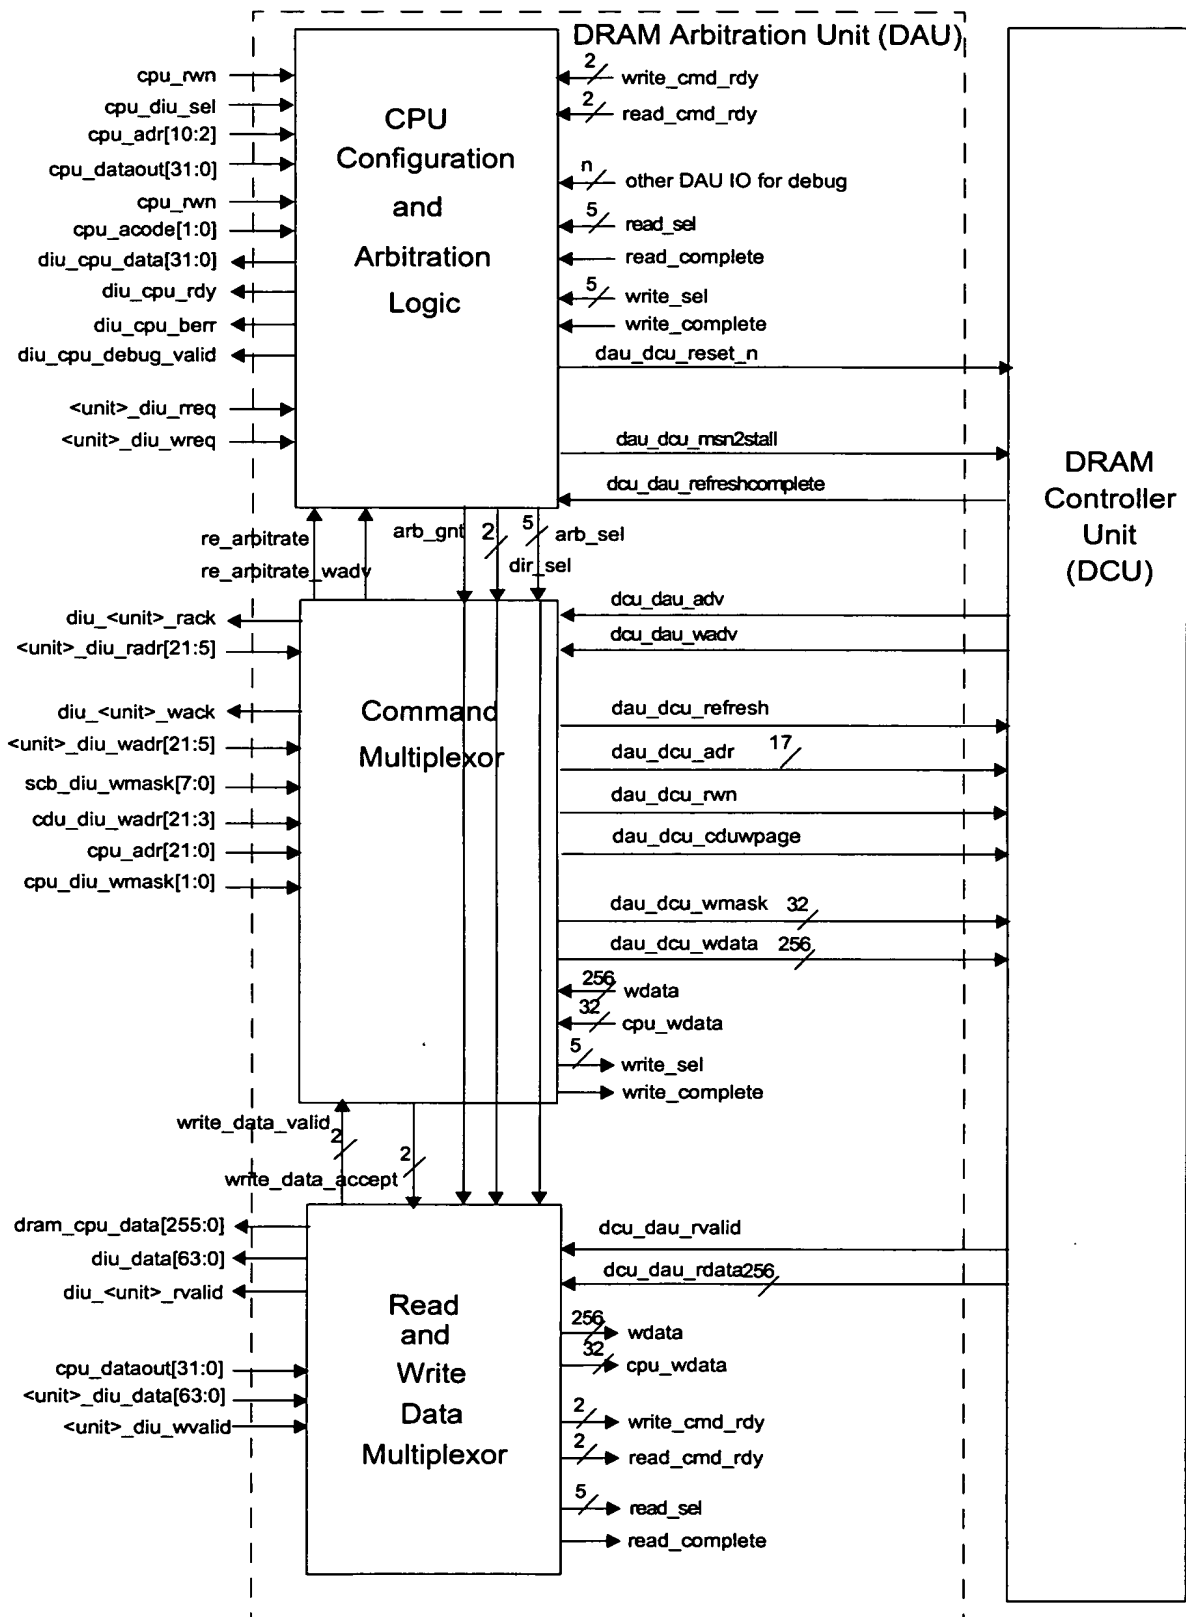 DRAM Arbitration Unit (DAU)
cpu_rwn
cpu_diu_sel
cpu_adr[10:2]
cpu_dataout[31:0]
cpu_rwn
cpu_acode[1:0]
diu_cpu_data[31:0]
diu_cpu_rdy
diu_cpu_berr
diu_cpu_debug_valid
<unit>_diu_rreq
<unit>_diu_wreq
CPU
Configuration
and
Arbitration
Logic
2
write_cmd_rdy
2
read_cmd_rdy
n
other DAU IO for debug
5
read_sel
read_complete
5
write_sel
write_complete
dau_dcu_reset_n
dau_dcu_msn2stall
dcu_dau_refreshcomplete
DRAM
Controller
Unit
(DCU)
re_arbitrate
re_arbitrate_wadv
arb_gnt
2
dir_sel
5
arb_sel
diu_<unit>_rack
<unit>_diu_radr[21:5]
diu_<unit>_wack
<unit>_diu_wadr[21:5]
scb_diu_wmask[7:0]
cdu_diu_wadr[21:3]
cpu_adr[21:0]
cpu_diu_wmask[1:0]
Command
Multiplexor
dcu_dau_adv
dcu_dau_wadv
dau_dcu_refresh
dau_dcu_adr 17
dau_dcu_rwn
dau_dcu_cduwpage
dau_dcu_wmask 32
dau_dcu_wdata 256
256
wdata
32
cpu_wdata
5
write_sel
write_complete
write_data_valid
2
write_data_accept
2
dram_cpu_data[255:0]
diu_data[63:0]
diu_<unit>_rvalid
cpu_dataout[31:0]
<unit>_diu_data[63:0]
<unit>_diu_wvalid
Read
and
Write
Data
Multiplexor
dcu_dau_rvalid
dcu_dau_rdata 256
256
wdata
32
cpu_wdata
2
write_cmd_rdy
2
read_cmd_rdy
5
read_sel
read_complete